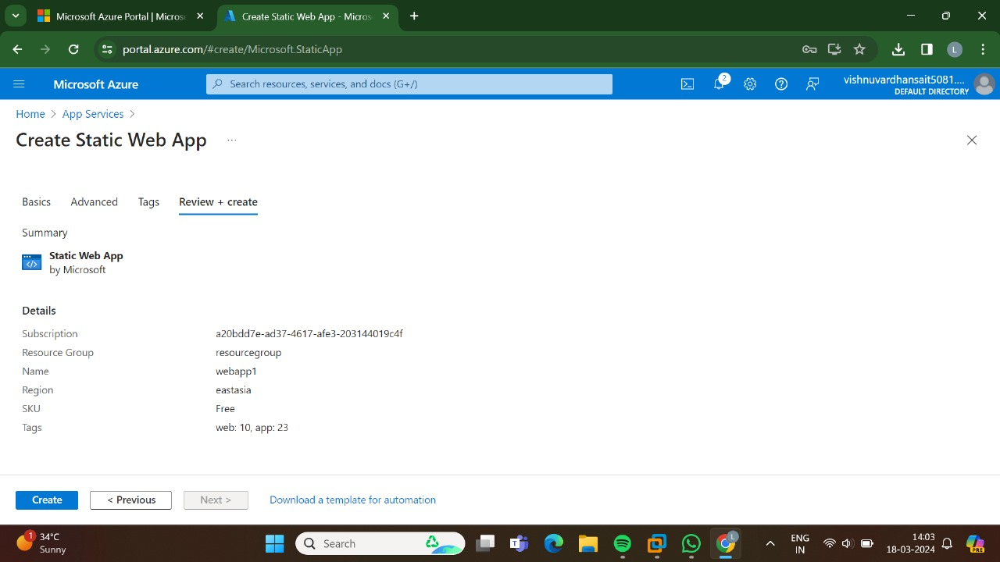 Microsoft Azure Portal | Micros
Create Static Web App - Micros
portal.azure.com/#create/Microsoft.StaticApp
L
Microsoft Azure
Search resources, services, and docs (G+/)
2
vishnuvardhansait5081....
DEFAULT DIRECTORY
Home > App Services >
Create Static Web App ...
Basics Advanced Tags Review + create
Summary
Static Web App
by Microsoft
Details
Subscription a20bdd7e-ad37-4617-afe3-203144019c4f
Resource Group resourcegroup
Name webapp1
Region eastasia
SKU Free
Tags web: 10, app: 23
Create < Previous Next > Download a template for automation
1 34°C
Sunny
Search
L
ENG
IN
14:03
18-03-2024
PRE